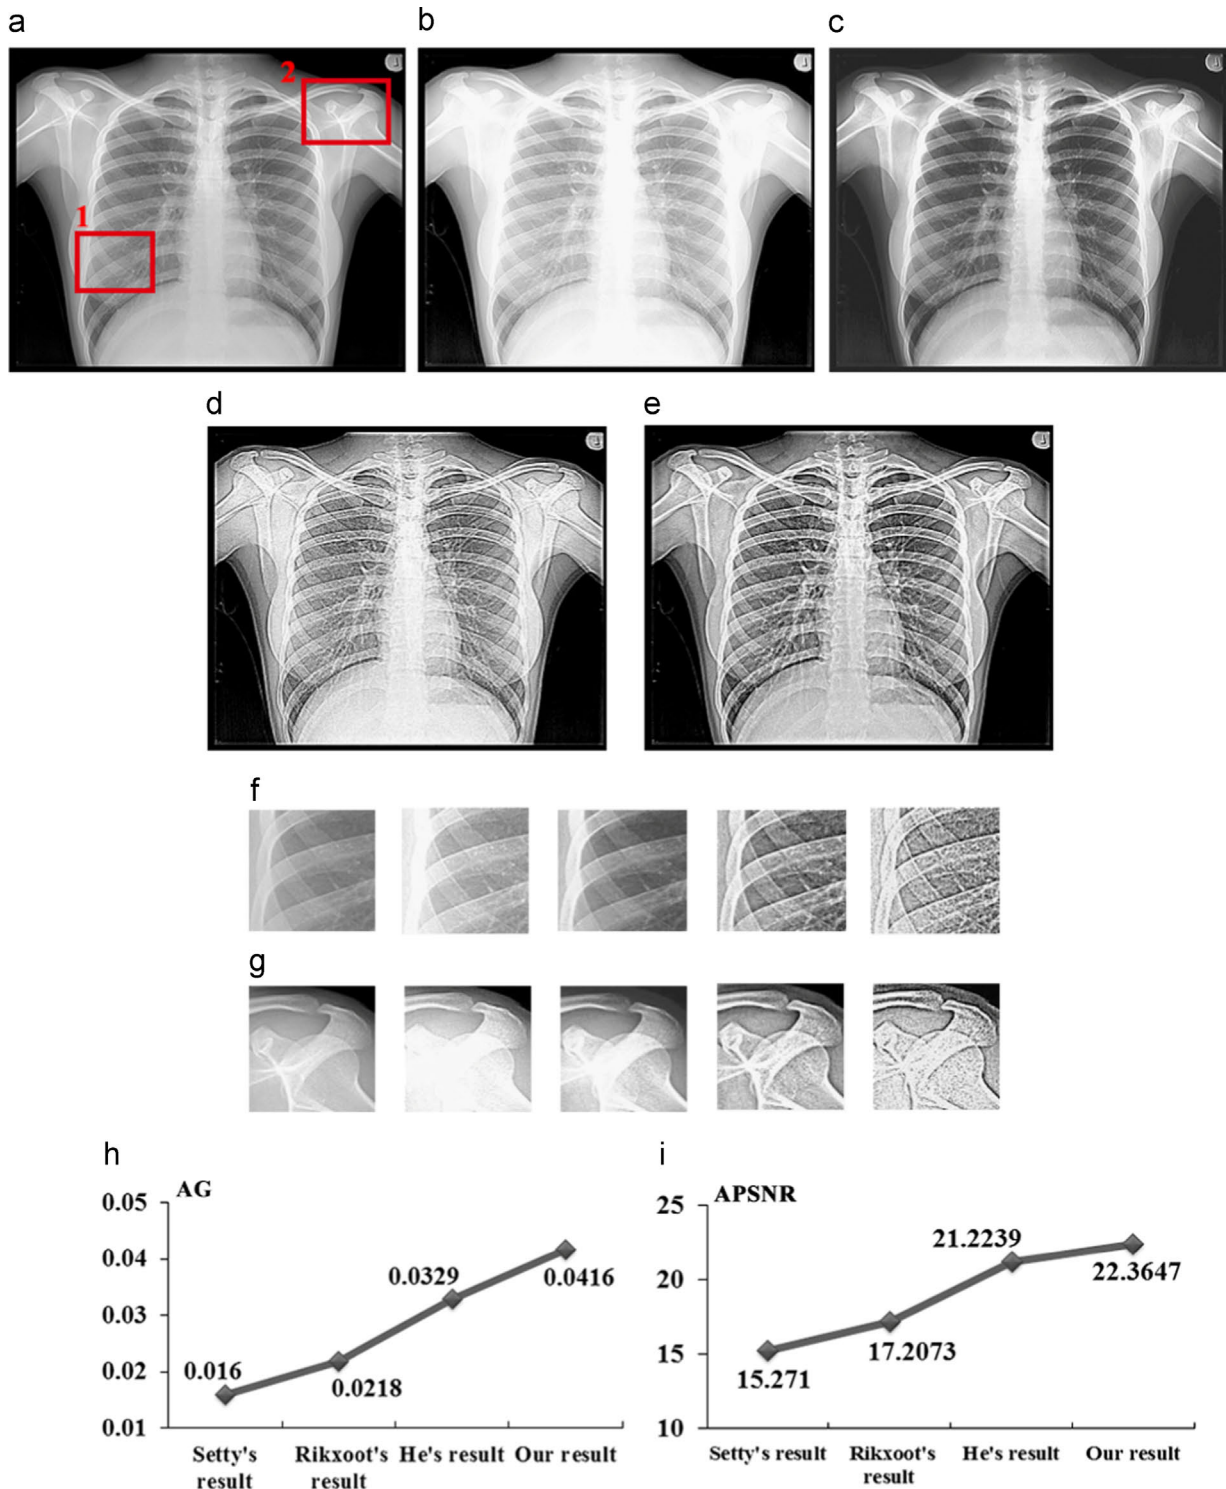 a
b
c
2
1
d
e
f
g
h
i
AG
0.05
0.04
0.03
0.02
0.01
0.016
0.0218
0.0329
0.0416
Setty's result
Rikxoot's result
He's result
Our result
APSNR
25
20
15
10
15.271
17.2073
21.2239
22.3647
Setty's result
Rikxoot's result
He's result
Our result